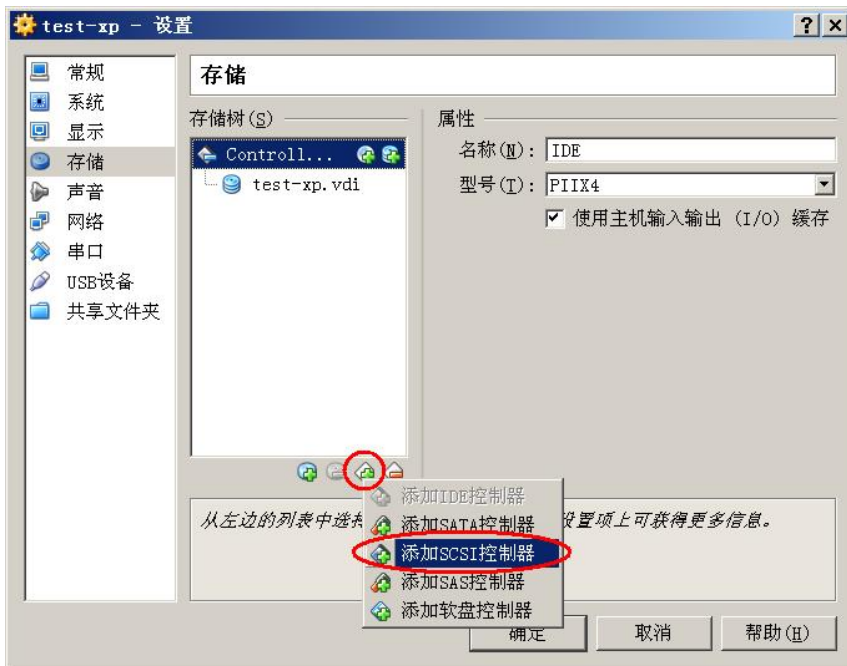 test-xp - 设置
常规
系统
显示
存储
声音
网络
串口
USB设备
共享文件夹
存储
存储树(S)
Controll...
test-xp.vdi
属性
名称(N): IDE
型号(T): PIIX4
使用主机输入输出 (I/O) 缓存
从左边的列表中选 设置项上可获得更多信息。
添加IDE控制器
添加SATA控制器
添加SCSI控制器
添加SAS控制器
添加软盘控制器
确定
取消
帮助(H)